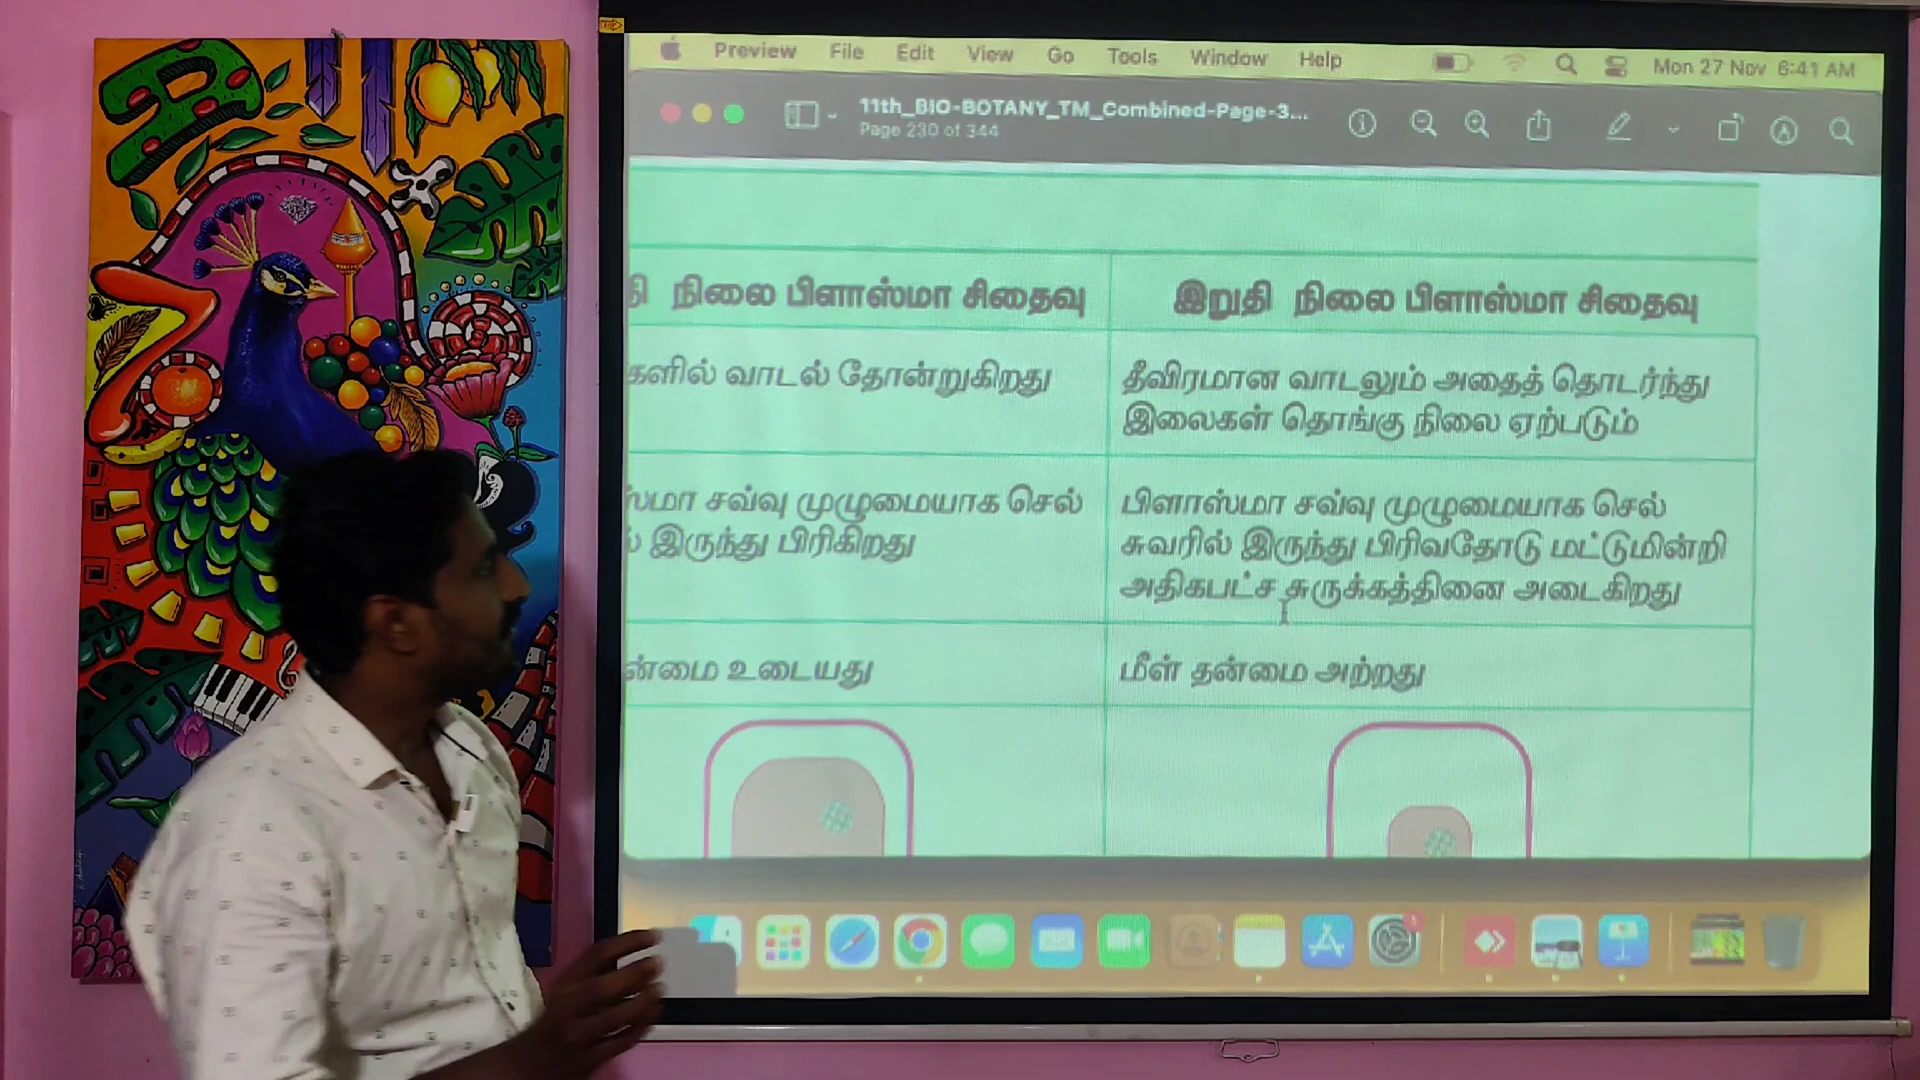 Preview File Edit View Go Tools Window Help Mon 27 Nov 6:41 AM
11th_BIO-BOTANY_TM_Combined-Page-3...
Page 230 of 344
நிலை பிளாஸ்மா சிதைவு
இறுதி நிலை பிளாஸ்மா சிதைவு
களில் வாடல் தோன்றுகிறது
தீவிரமான வாடலும் அதைத் தொடர்ந்து
இலைகள் தொங்கு நிலை ஏற்படும்
ஸ்மா சவ்வு முழுமையாக செல்
இருந்து பிரிகிறது
பிளாஸ்மா சவ்வு முழுமையாக செல்
சுவரில் இருந்து பிரிவதோடு மட்டுமின்றி
அதிகபட்ச சுருக்கத்தினை அடைகிறது
ன்மை உடையது
மீள் தன்மை அற்றது